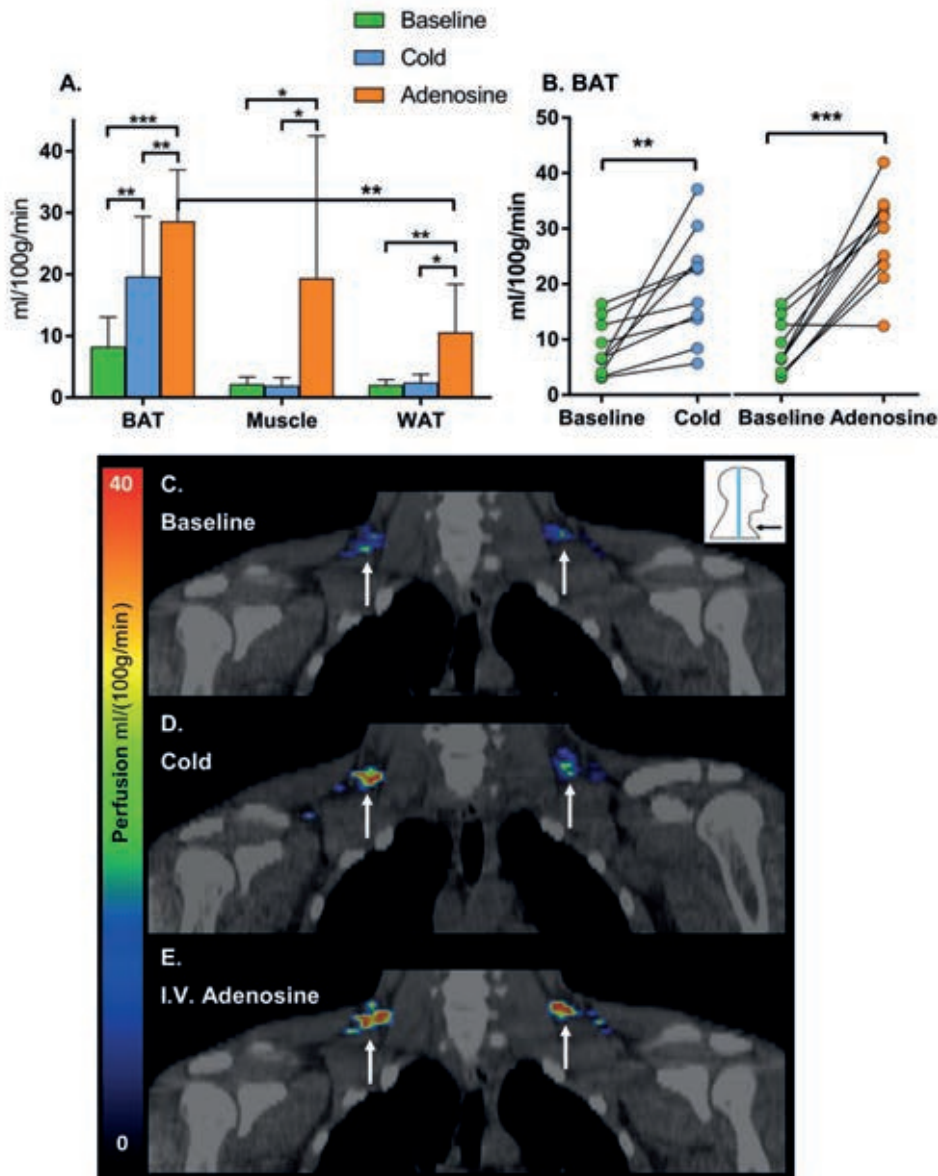 Baseline
Cold
Adenosine
A.
ml/100g/min
40
30
20
10
0
***
**
**
*
*
**
**
*
BAT
Muscle
WAT
B. BAT
ml/100g/min
50
40
30
20
10
0
**
***
Baseline
Cold
Baseline
Adenosine
40
Perfusion ml/(100g/min)
0
C.
Baseline
D.
Cold
E.
I.V. Adenosine